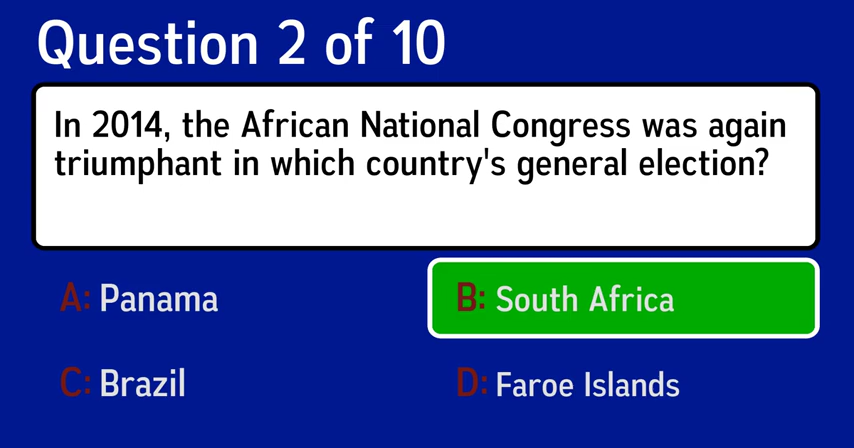 Question 2 of 10
In 2014, the African National Congress was again
triumphant in which country's general election?
A: Panama
B: South Africa
C: Brazil
D: Faroe Islands